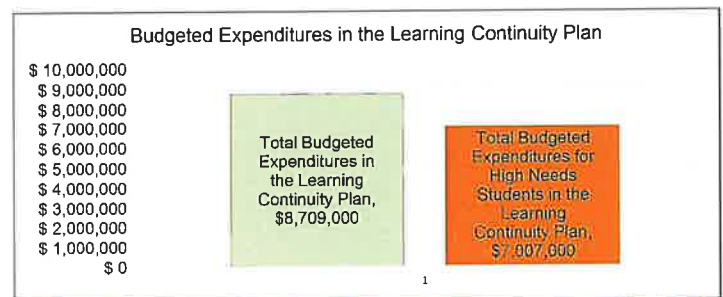 Budgeted Expenditures in the Learning Continuity Plan
$ 10,000,000
$ 9,000,000
$ 8,000,000
$ 7,000,000
$ 6,000,000
$ 5,000,000
$ 4,000,000
$ 3,000,000
$ 2,000,000
$ 1,000,000
$ 0
Total Budgeted
Expenditures in
the Learning
Continuity Plan,
$8,709,000
Total Budgeted
Expenditures for
High Needs
Students in the
Learning
Continuity Plan,
$7,007,000
1